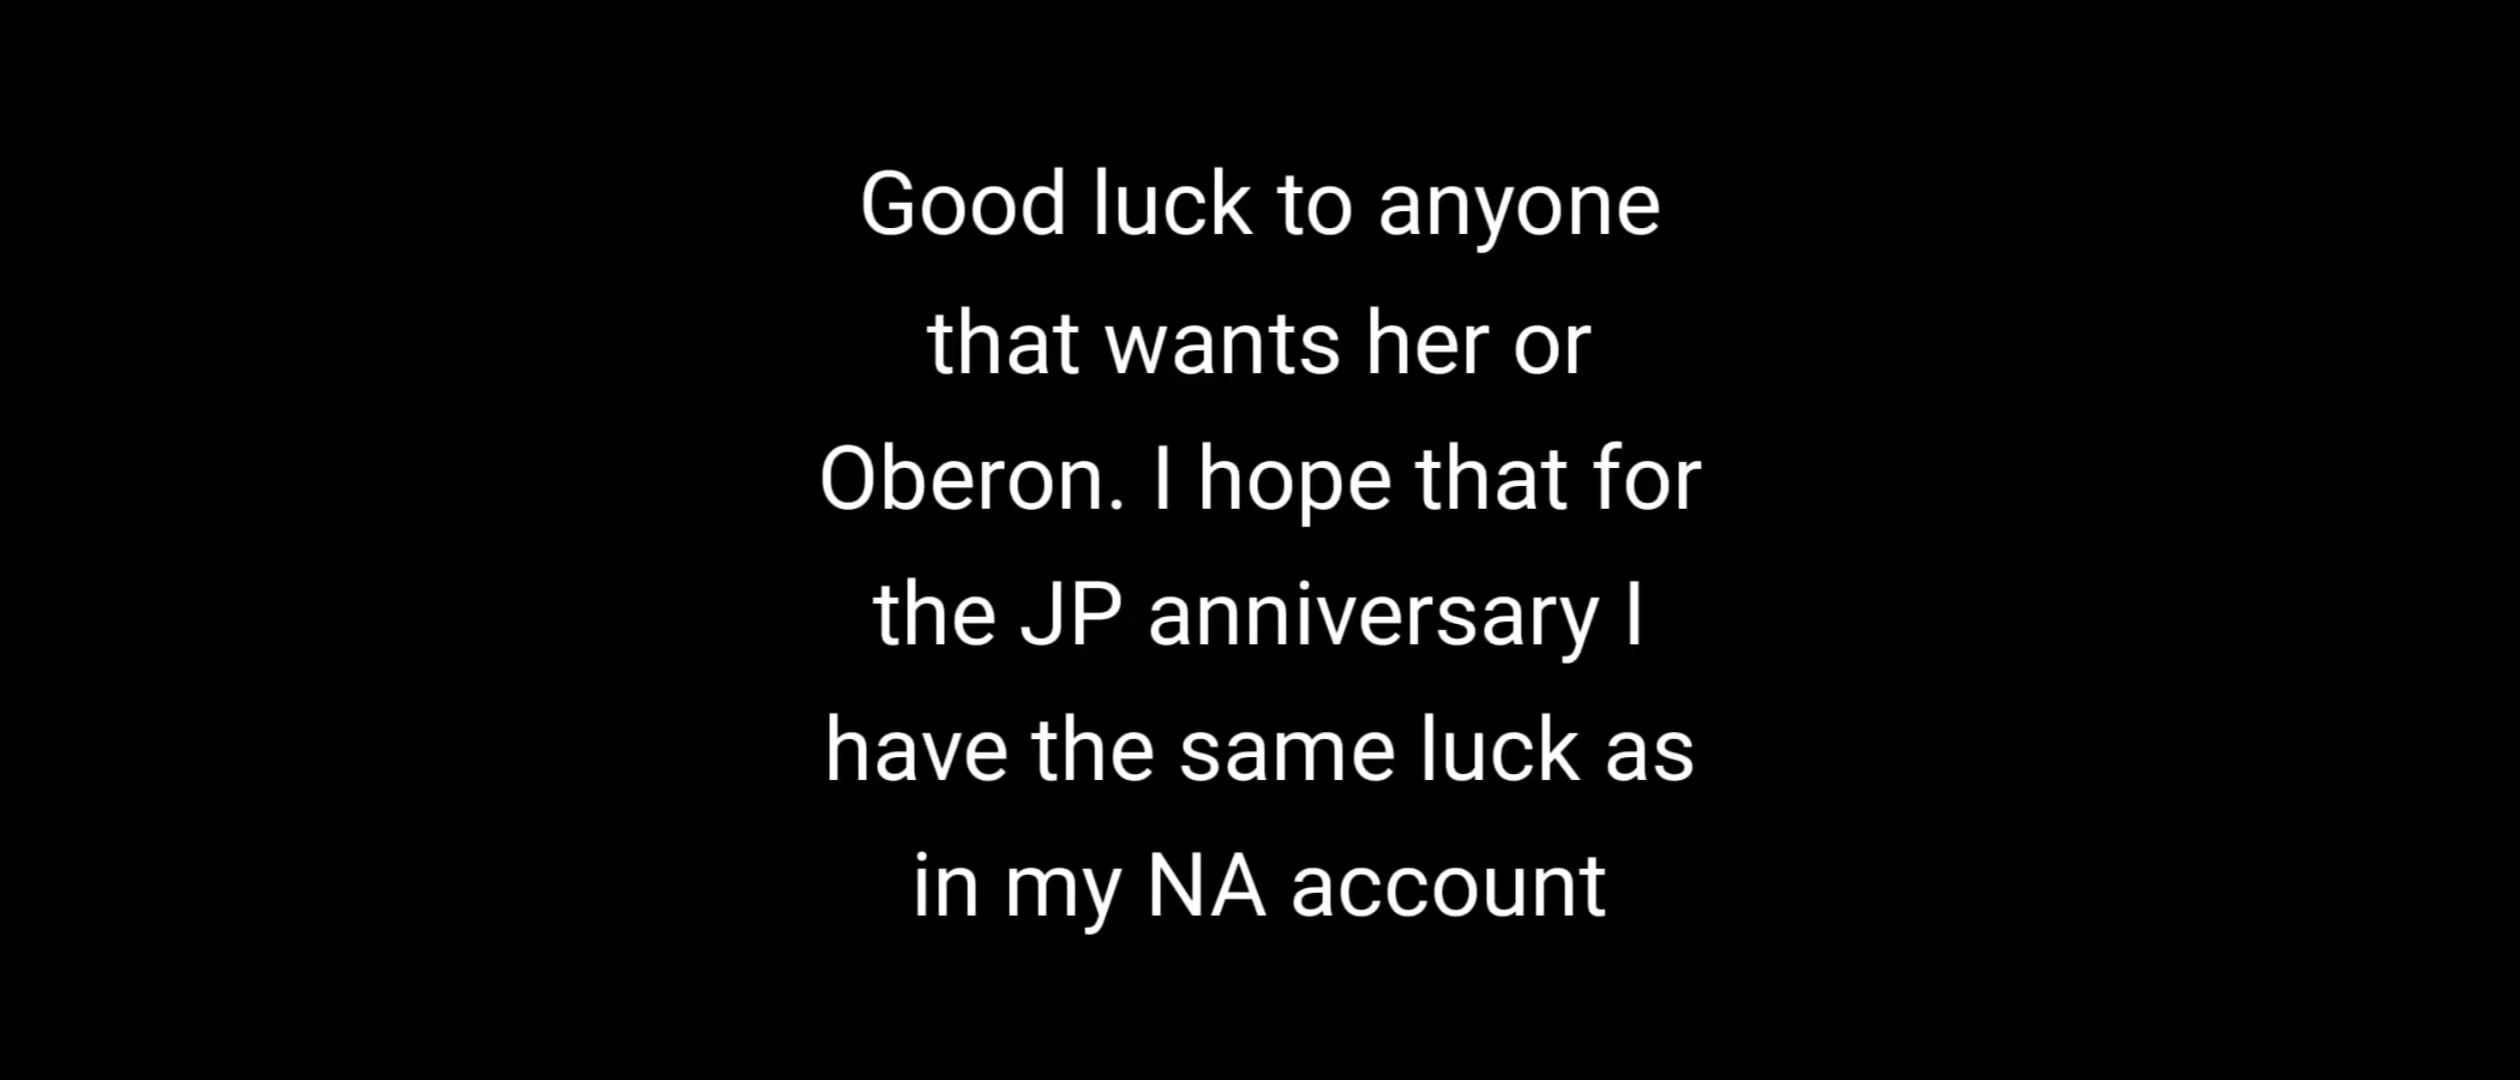 Good luck to anyone
that wants her or
Oberon. I hope that for
the JP anniversary I
have the same luck as
in my NA account